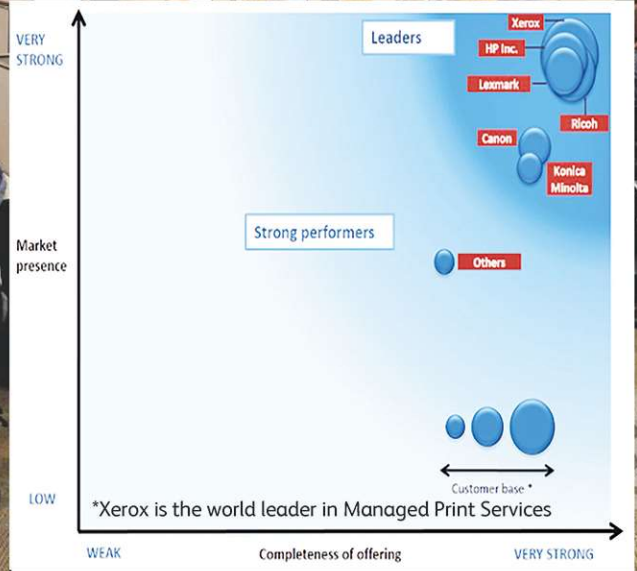 VERY
STRONG
Leaders
Xerox
HP Inc.
Lexmark
Ricoh
Canon
Konica
Minolta
Strong performers
Market
presence
Others
Customer base *
LOW
*Xerox is the world leader in Managed Print Services
WEAK
Completeness of offering
VERY STRONG